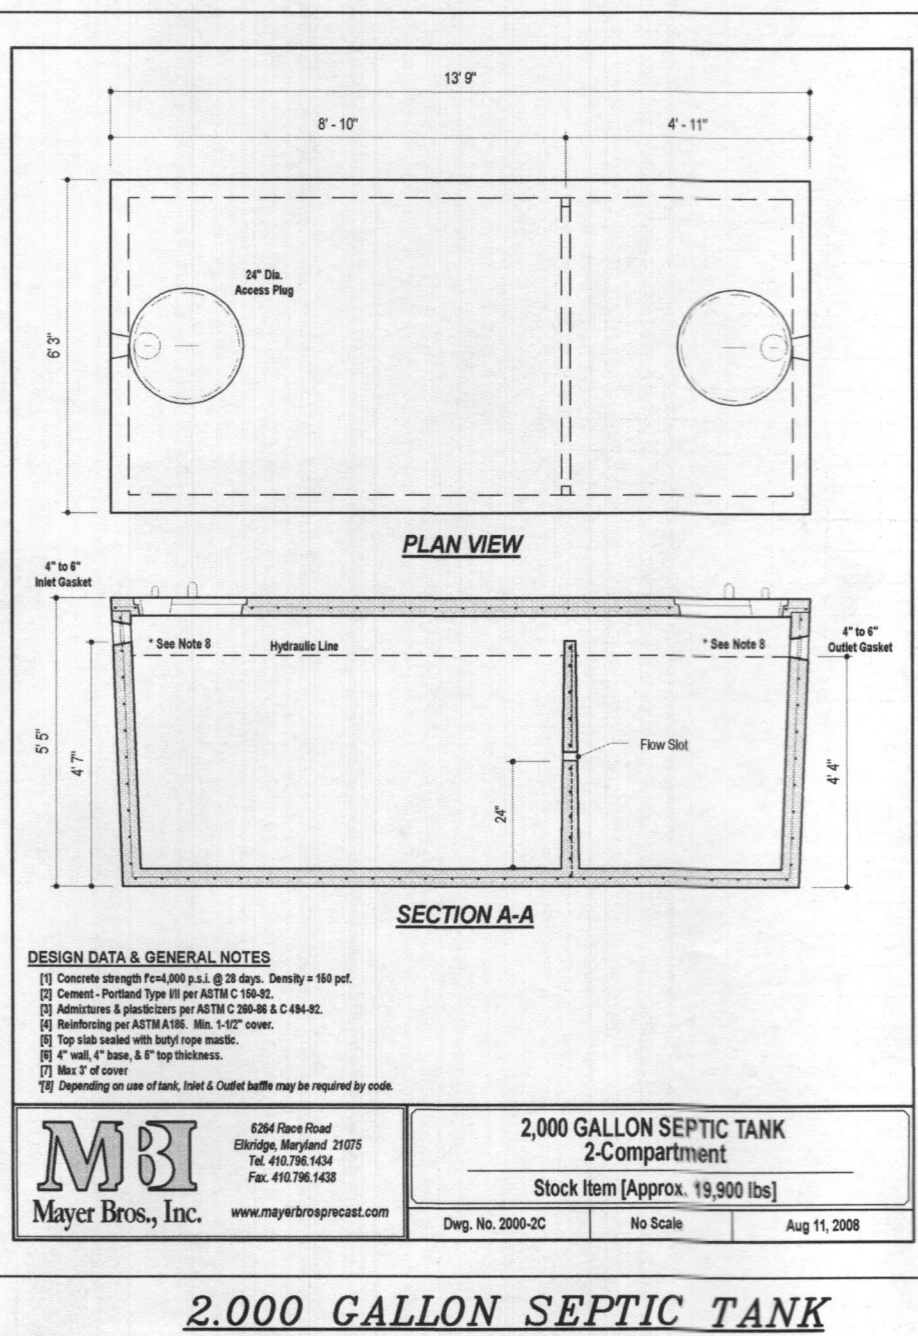 13' 9"
8' - 10"
4' - 11"
24" Dia.
Access Plug
6' 3"
PLAN VIEW
4" to 6"
Inlet Gasket
* See Note 8
Hydraulic Line
* See Note 8
4" to 6"
Outlet Gasket
5' 5"
4' 7"
Flow Slot
24"
4' 4"
SECTION A-A
DESIGN DATA & GENERAL NOTES
[1] Concrete strength f'c=4,000 p.s.i. @ 28 days. Density = 150 pcf.
[2] Cement - Portland Type I/II per ASTM C 150-92.
[3] Admixtures & plasticizers per ASTM C 260-86 & C 494-92.
[4] Reinforcing per ASTM A185. Min. 1-1/2" cover.
[5] Top slab sealed with butyl rope mastic.
[6] 4" wall, 4" base, & 5" top thickness.
[7] Max 3' of cover
*[8] Depending on use of tank, Inlet & Outlet baffle may be required by code.
MBI
Mayer Bros., Inc.
6264 Race Road
Elkridge, Maryland 21075
Tel. 410.796.1434
Fax. 410.796.1438
www.mayerbrosprecast.com
2,000 GALLON SEPTIC TANK
2-Compartment
Stock Item [Approx. 19,900 lbs]
Dwg. No. 2000-2C
No Scale
Aug 11, 2008
2.000 GALLON SEPTIC TANK